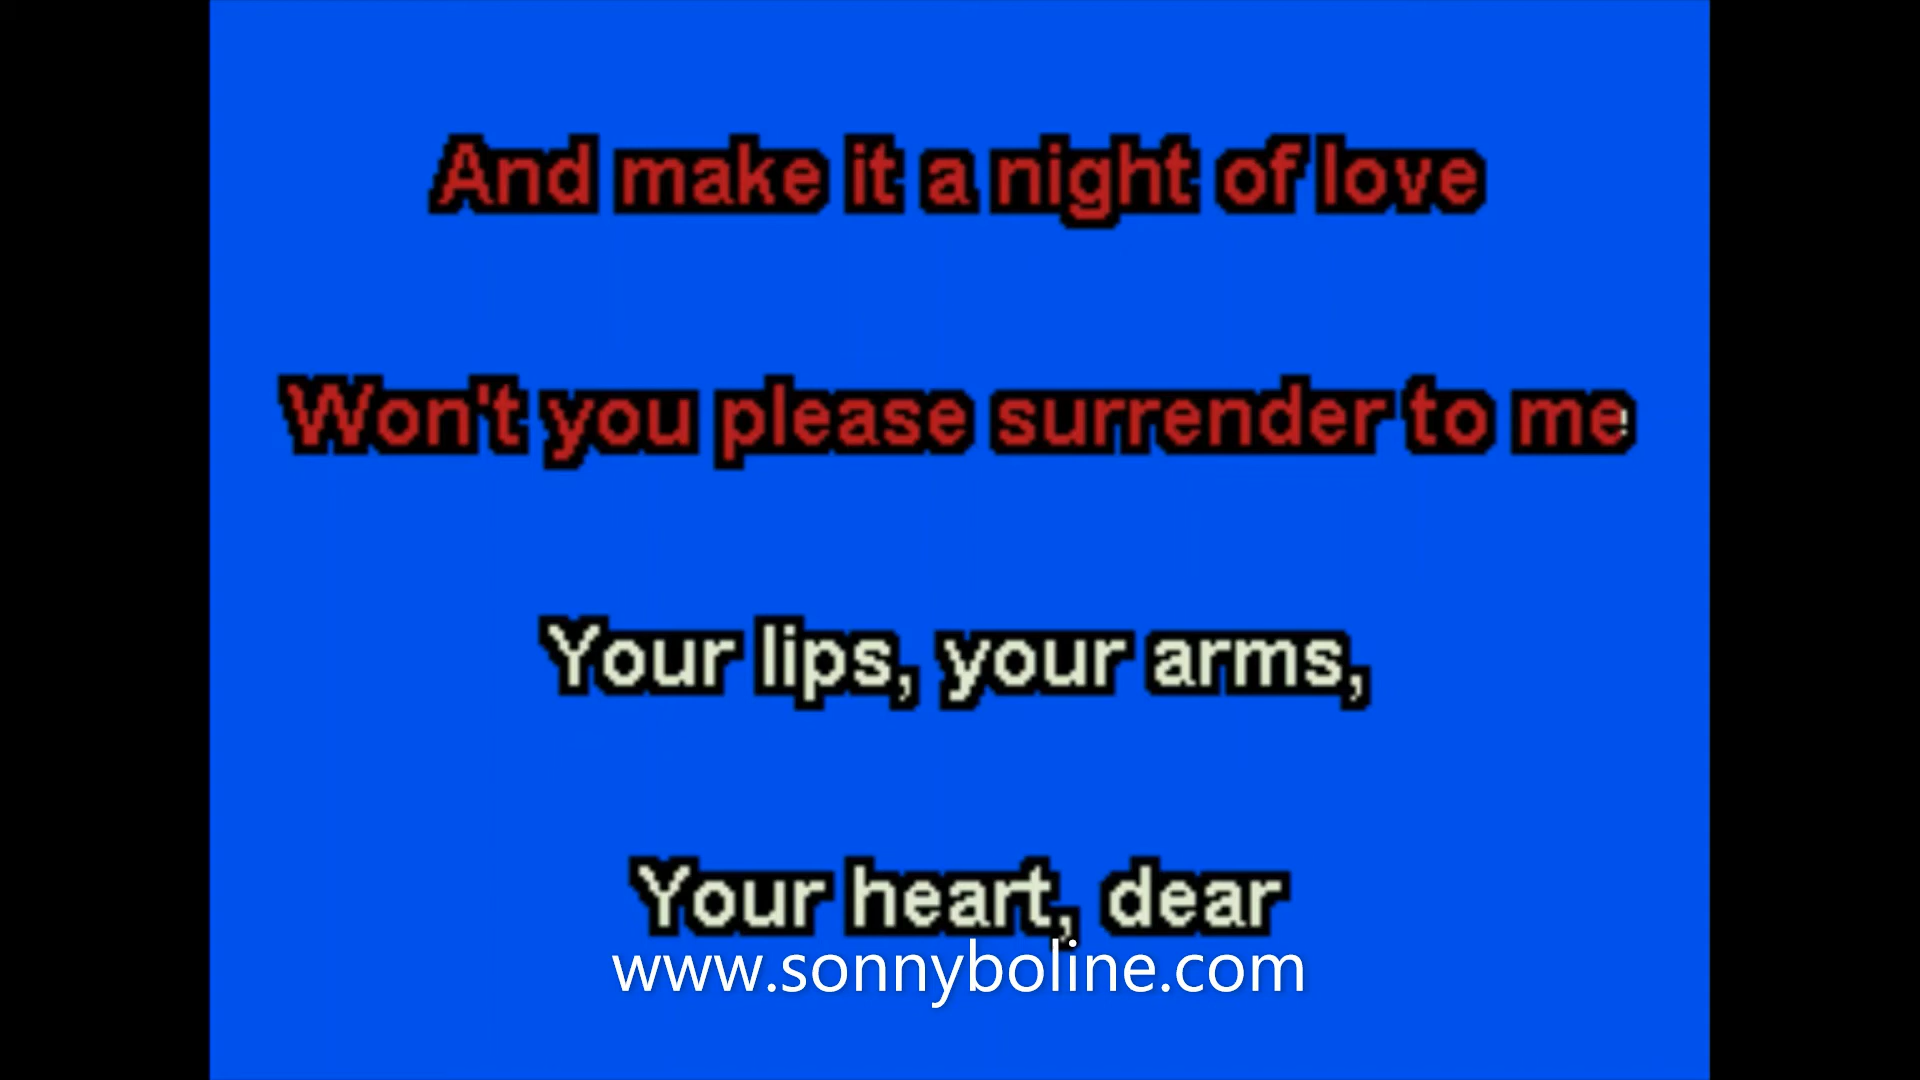 And make it a night of love
Won't you please surrender to me
Your lips, your arms,
Your heart, dear
www.sonnyboline.com